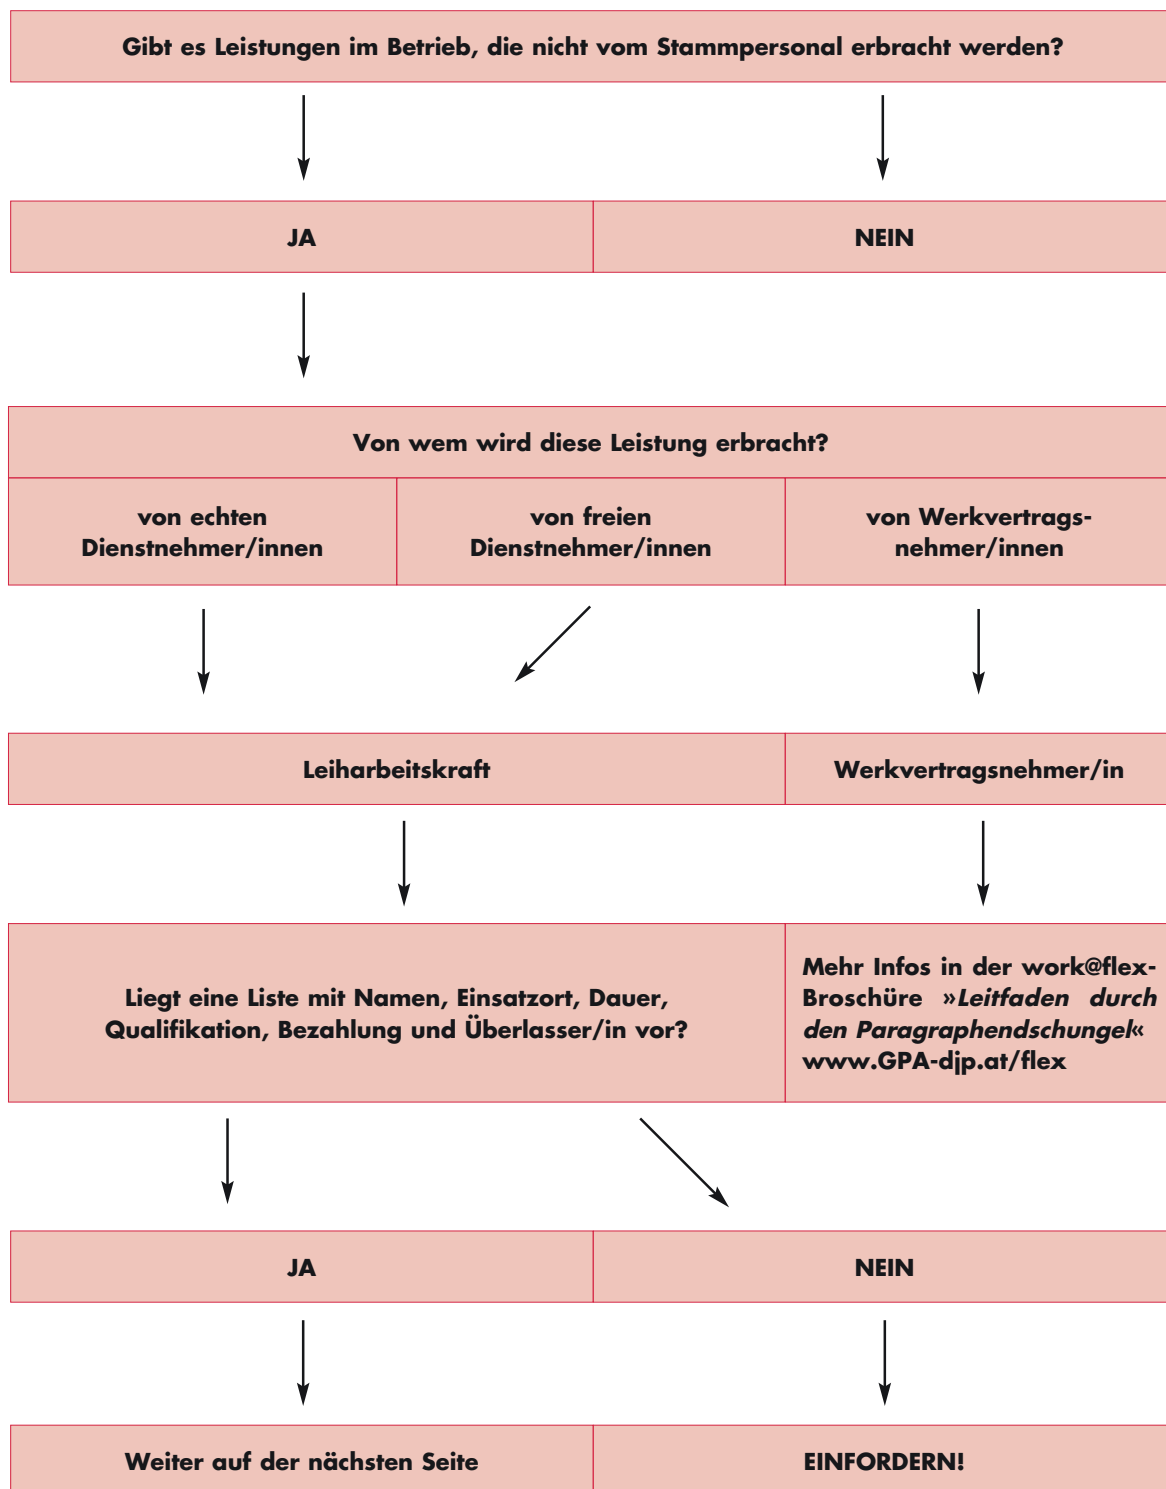 Gibt es Leistungen im Betrieb, die nicht vom Stammpersonal erbracht werden?
JA
NEIN
Von wem wird diese Leistung erbracht?
von echten
Dienstnehmer/innen
von freien
Dienstnehmer/innen
von Werkvertrags-
nehmer/innen
Leiharbeitskraft
Werkvertragsnehmer/in
Liegt eine Liste mit Namen, Einsatzort, Dauer,
Qualifikation, Bezahlung und Überlasser/in vor?
Mehr Infos in der work@flex-
Broschüre »Leitfaden durch
den Paragraphendschungel«
www.GPA-djp.at/flex
JA
NEIN
Weiter auf der nächsten Seite
EINFORDERN!